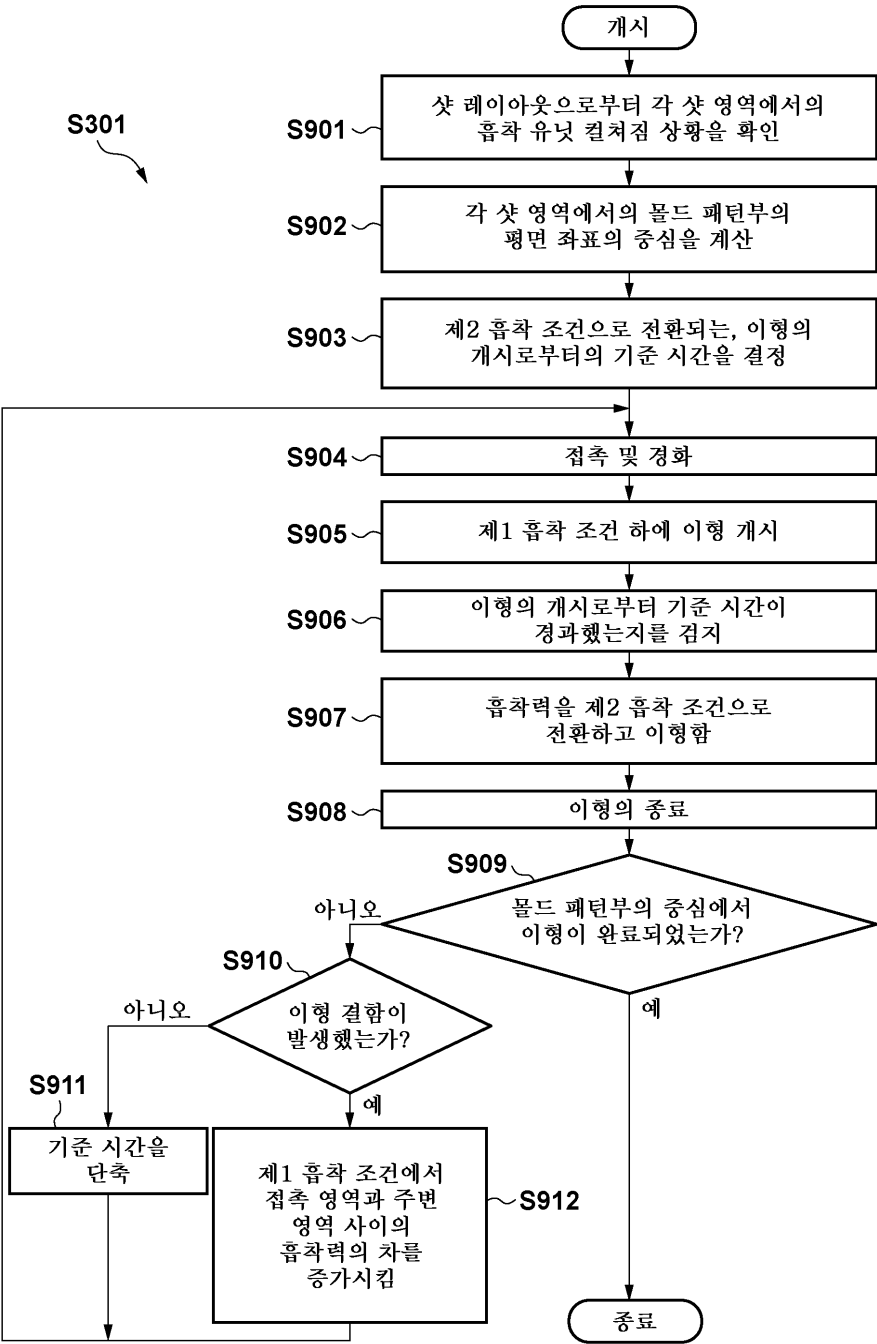 개시
S301
S901
샷 레이아웃으로부터 각 샷 영역에서의
흡착 유닛 컬쳐짐 상황을 확인
S902
각 샷 영역에서의 몰드 패턴부의
평면 좌표의 중심을 계산
S903
제2 흡착 조건으로 전환되는, 이형의
개시로부터의 기준 시간을 결정
S904
접촉 및 경화
S905
제1 흡착 조건 하에 이형 개시
S906
이형의 개시로부터 기준 시간이
경과했는지를 검지
S907
흡착력을 제2 흡착 조건으로
전환하고 이형함
S908
이형의 종료
S909
몰드 패턴부의 중심에서
이형이 완료되었는가?
아니오
예
S910
이형 결함이
발생했는가?
아니오
예
S911
기준 시간을
단축
S912
제1 흡착 조건에서
접촉 영역과 주변
영역 사이의
흡착력의 차를
증가시킴
종료